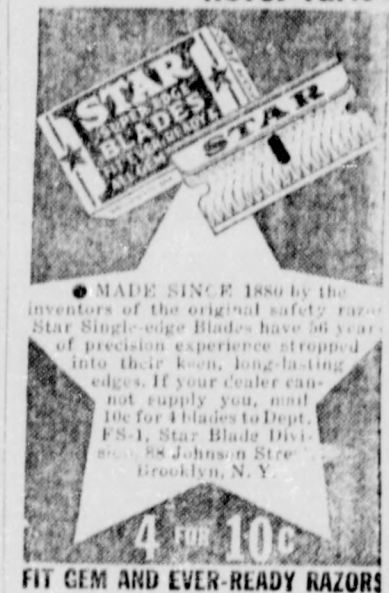 STAR
BLADES
STAR
● MADE SINCE 1880 by the
inventors of the original safety razor
Star Single-edge Blades have 56 years
of precision experience stropped
into their keen, long-lasting
edges. If your dealer can-
not supply you, mail
10c for 4 blades to Dept.
FS-1, Star Blade Divi-
sion, 88 Johnson Street
Brooklyn, N. Y.
4 FOR 10c
FIT GEM AND EVER-READY RAZORS